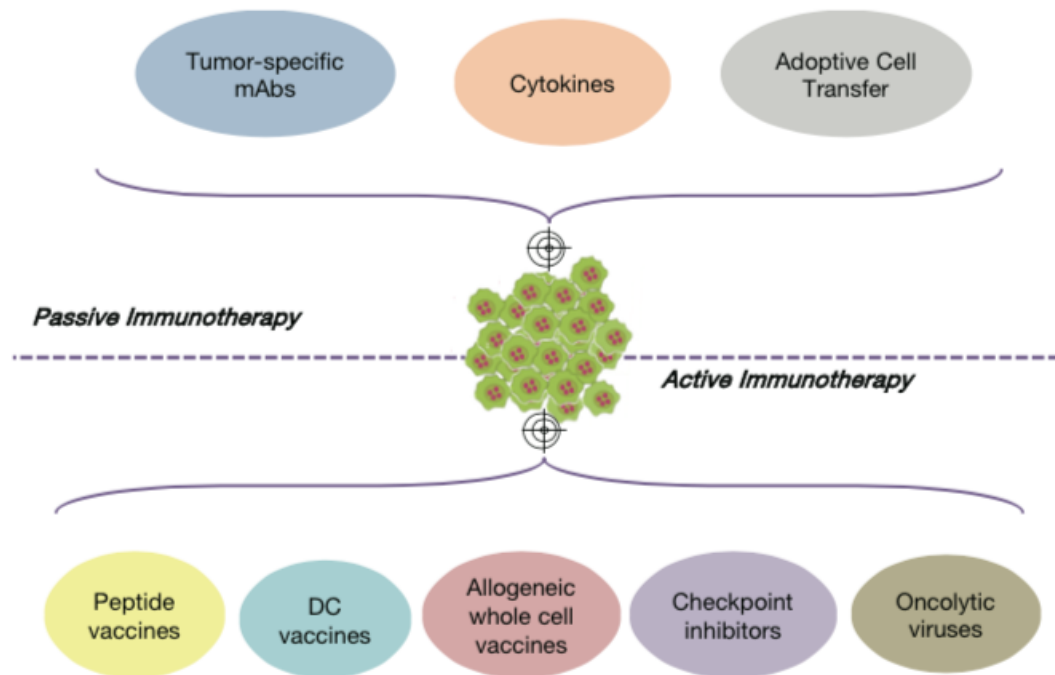 Tumor-specific
mAbs
Cytokines
Adoptive Cell
Transfer
Passive Immunotherapy
Active Immunotherapy
Peptide
vaccines
DC
vaccines
Allogeneic
whole cell
vaccines
Checkpoint
inhibitors
Oncolytic
viruses